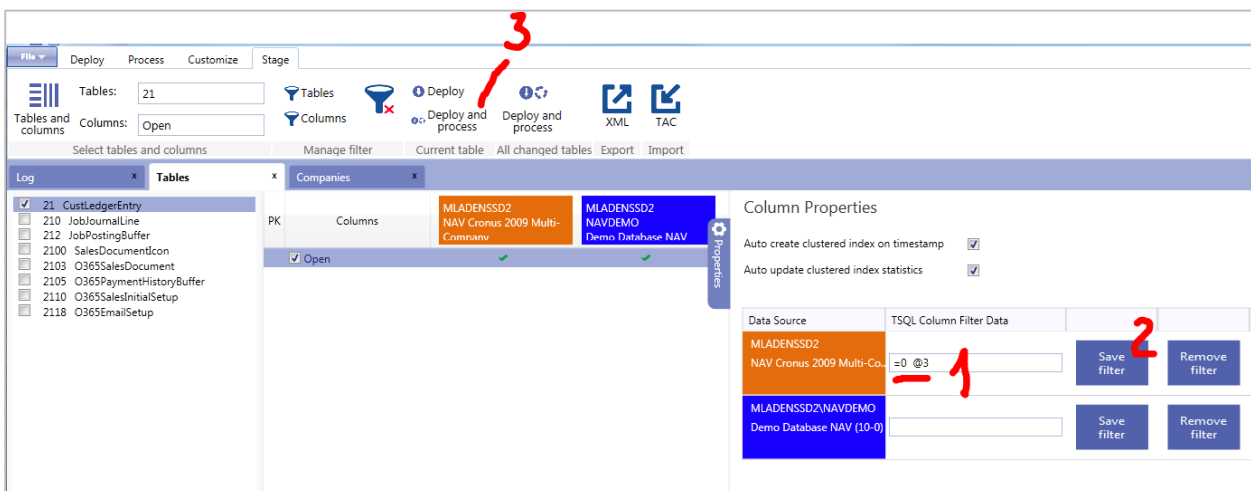 3
File
Deploy
Process
Customize
Stage
Tables and columns
Tables:
21
Columns:
Open
Select tables and columns
Tables
Columns
Manage filter
Deploy
Deploy and process
Current table
Deploy and process
All changed tables
XML
Export
TAC
Import
Log x
Tables x
Companies x
21 CustLedgerEntry
210 JobJournalLine
212 JobPostingBuffer
2100 SalesDocumentIcon
2103 O365SalesDocument
2105 O365PaymentHistoryBuffer
2110 O365SalesInitialSetup
2118 O365EmailSetup
PK
Columns
MLADENSSD2
NAV Cronus 2009 Multi-
Company
MLADENSSD2
NAVDEMO
Demo Database NAV
Open
Properties
Column Properties
Auto create clustered index on timestamp
Auto update clustered index statistics
Data Source
TSQL Column Filter Data
MLADENSSD2
NAV Cronus 2009 Multi-Co..
=0 @3
1
2
Save
filter
Remove
filter
MLADENSSD2\NAVDEMO
Demo Database NAV (10-0)
Save
filter
Remove
filter